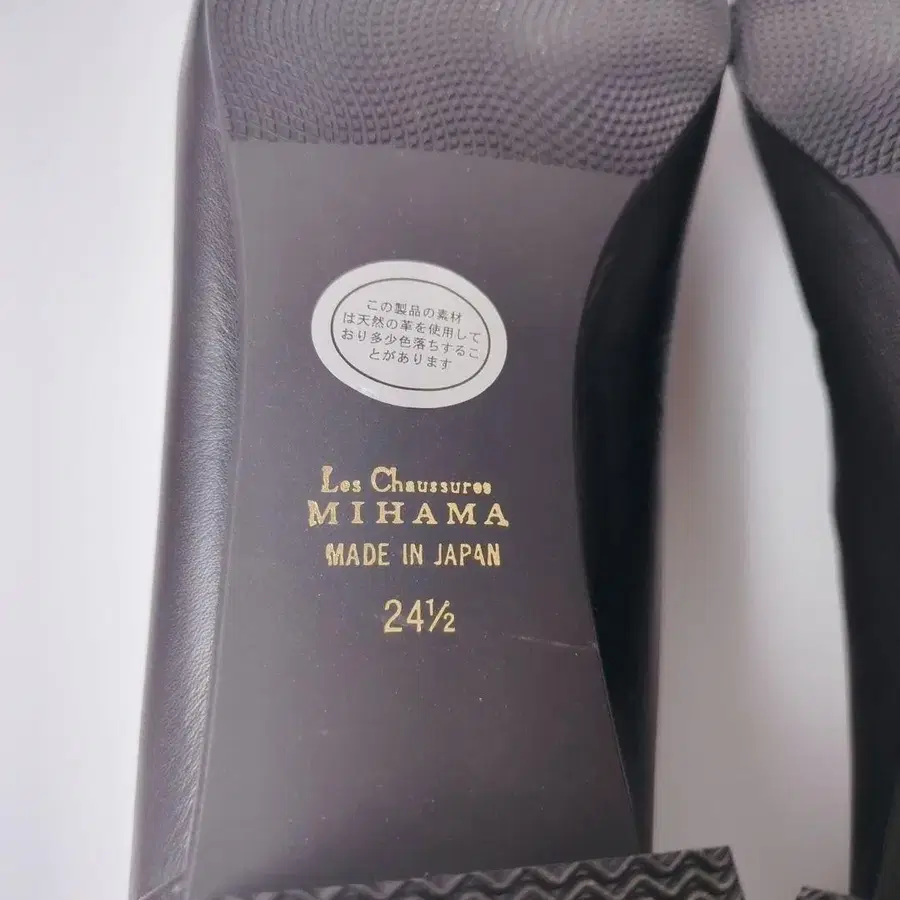 この製品の素材
は天然の革を使用して
おり多少色落ちするこ
とがあります
Les Chaussures
MIHAMA
MADE IN JAPAN
24½